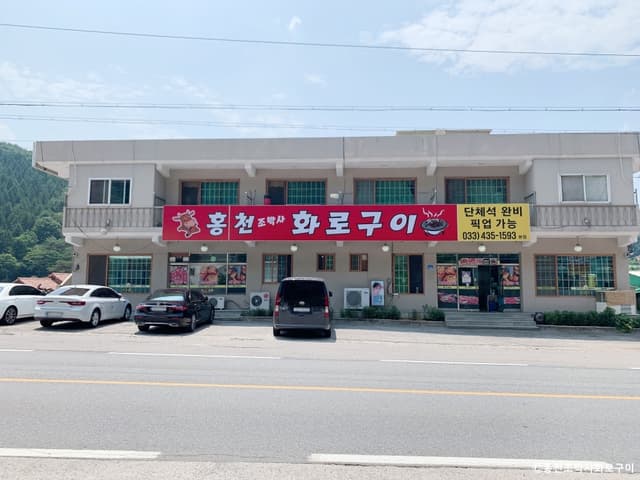 홍천 조박사 화로구이
단체석 완비
픽업 가능
033) 435-1593